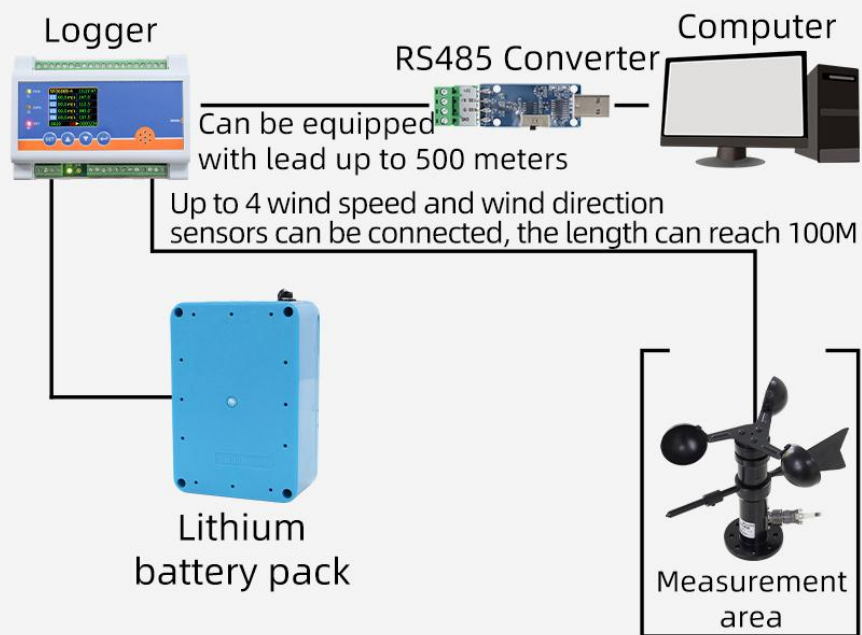 Logger
RS485 Converter
Computer
Can be equipped
with lead up to 500 meters
Up to 4 wind speed and wind direction
sensors can be connected, the length can reach 100M
Lithium
battery pack
Measurement
area